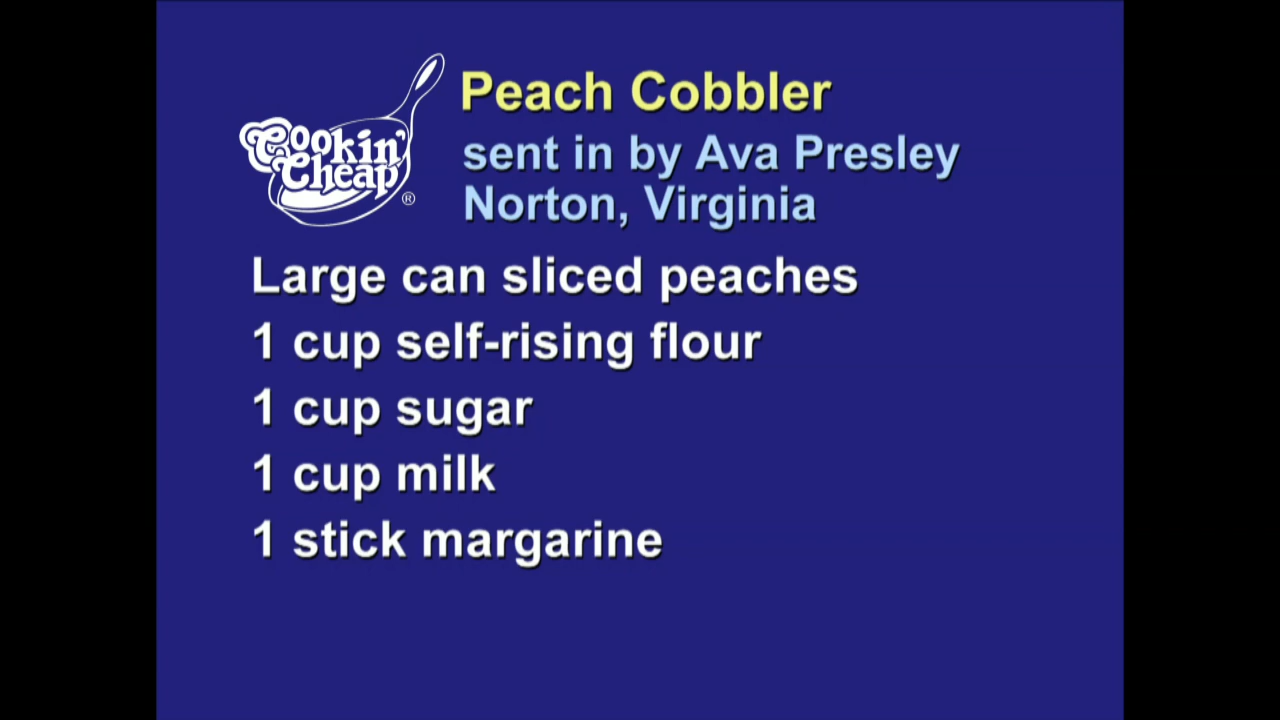 Cookin'
Cheap
®
Peach Cobbler
sent in by Ava Presley
Norton, Virginia
Large can sliced peaches
1 cup self-rising flour
1 cup sugar
1 cup milk
1 stick margarine